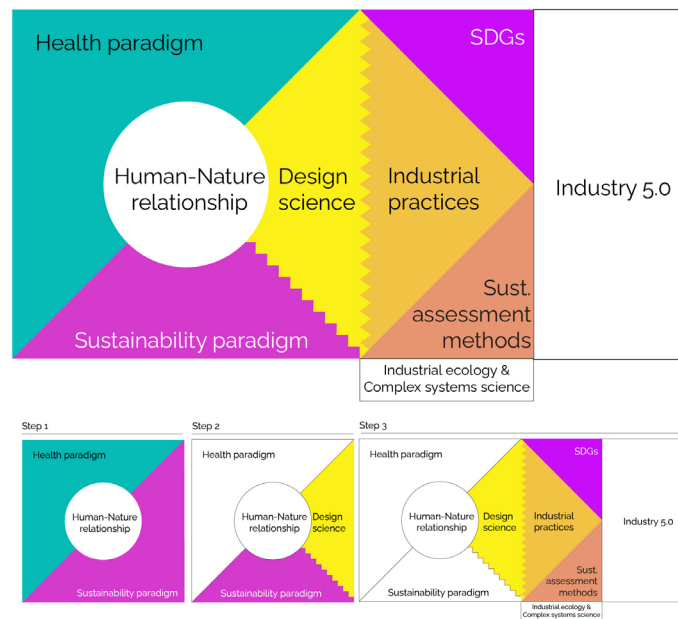 Health paradigm
SDGs
Human-Nature
relationship
Design
science
Industrial
practices
Industry 5.0
Sust.
assessment
methods
Sustainability paradigm
Industrial ecology &
Complex systems science
Step 1
Health paradigm
Human-Nature
relationship
Sustainability paradigm
Step 2
Health paradigm
Human-Nature
relationship
Design
science
Sustainability paradigm
Step 3
Health paradigm
SDGs
Human-Nature
relationship
Design
science
Industrial
practices
Industry 5.0
Sust.
assessment
methods
Sustainability paradigm
Industrial ecology &
Complex systems science